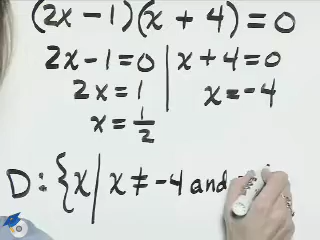 (2x − 1)(x + 4) = 0
2x − 1 = 0 | x + 4 = 0
2x = 1 | x = −4
x = 1/2
D: {x | x ≠ −4 and